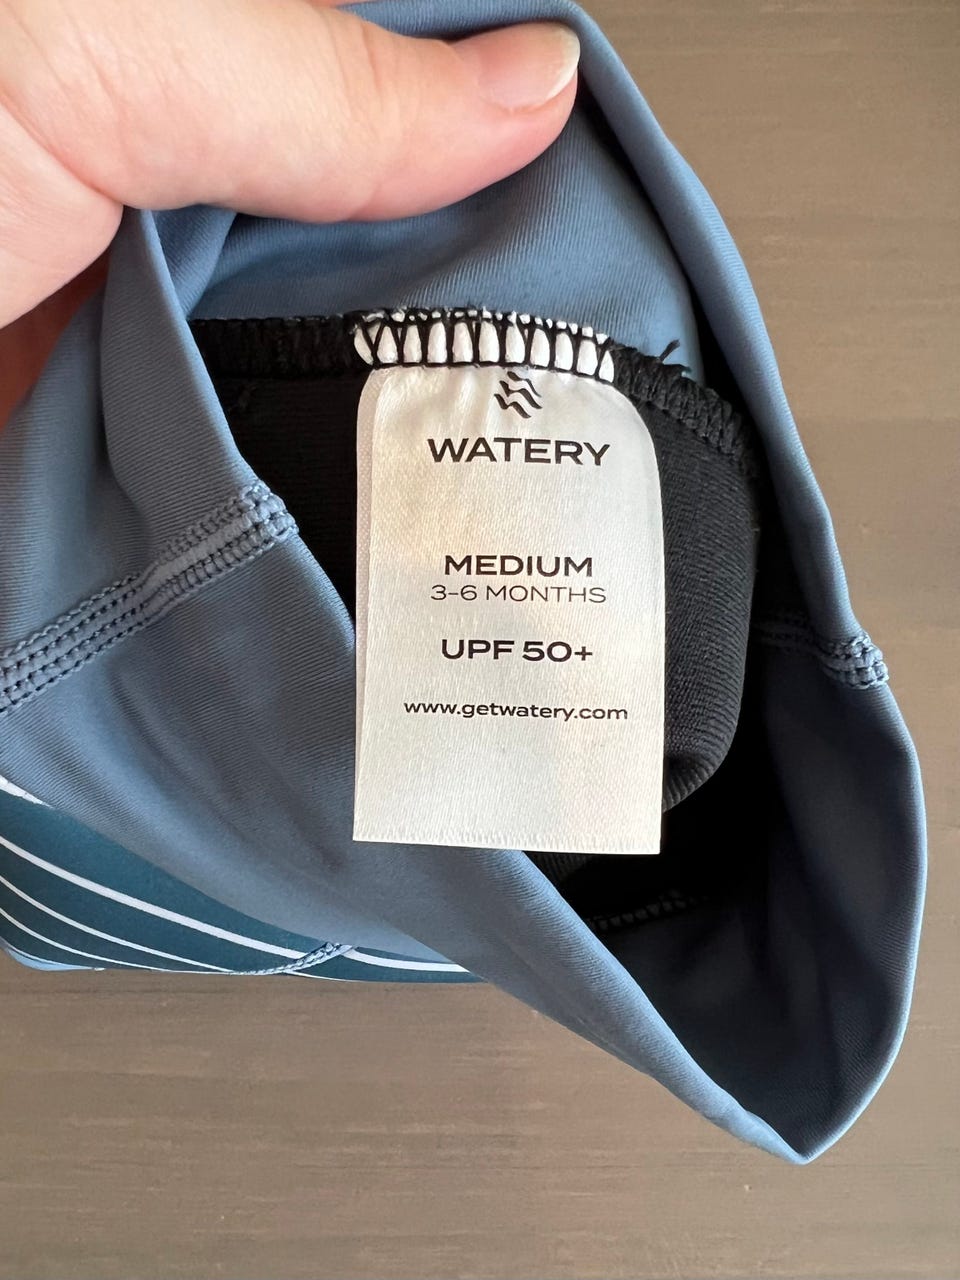 WATERY
MEDIUM
3-6 MONTHS
UPF 50+
www.getwatery.com